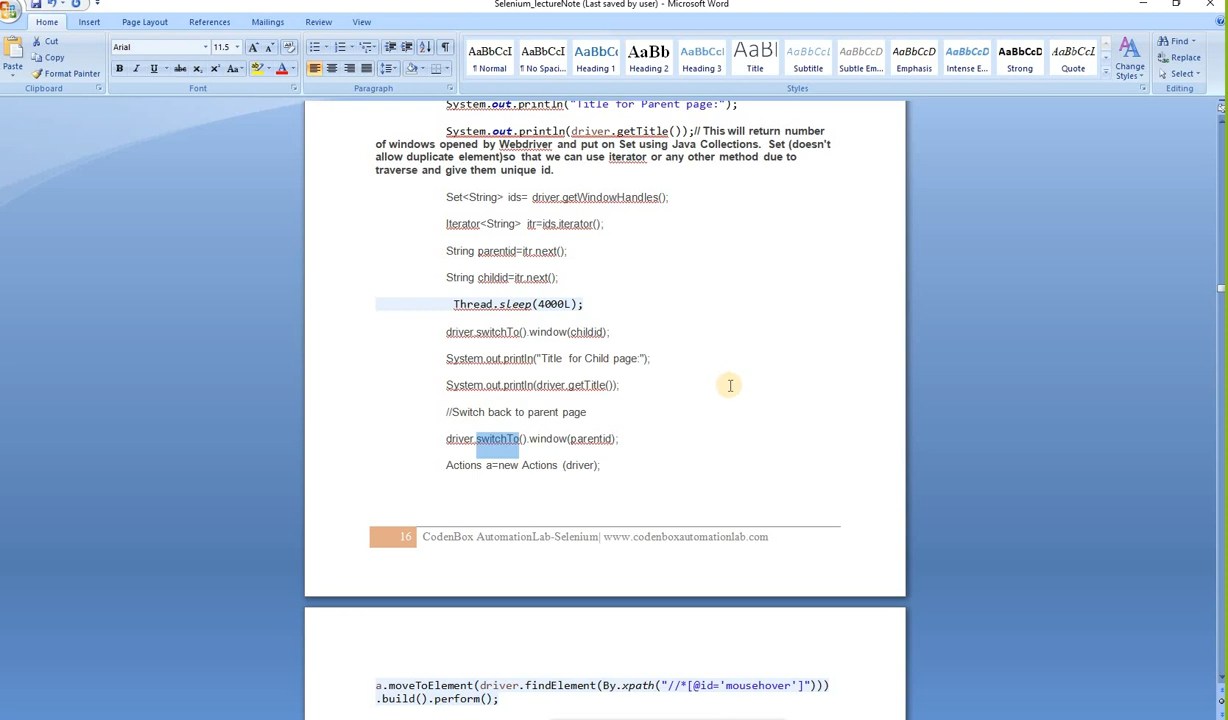 Selenium_lectureNote (Last saved by user) - Microsoft Word
Home Insert Page Layout References Mailings Review View
Paste
Cut
Copy
Format Painter
Clipboard
Arial 11.5
Font
Paragraph
AaBbCcI AaBbCcI AaBbCc AaBb AaBbCcI AaBl AaBbCcI AaBbCcD AaBbCcD AaBbCcD AaBbCcD AaBbCcI
¶ Normal ¶ No Spaci... Heading 1 Heading 2 Heading 3 Title Subtitle Subtle Em... Emphasis Intense E... Strong Quote
Change Styles
Styles
Find
Replace
Select
Editing
System.out.println("Title for Parent page:");
System.out.println(driver.getTitle());// This will return number
of windows opened by Webdriver and put on Set using Java Collections. Set (doesn't
allow duplicate element)so that we can use iterator or any other method due to
traverse and give them unique id.
Set<String> ids= driver.getWindowHandles();
Iterator<String> itr=ids.iterator();
String parentid=itr.next();
String childid=itr.next();
Thread.sleep(4000L);
driver.switchTo().window(childid);
System.out.println("Title for Child page:");
System.out.println(driver.getTitle());
//Switch back to parent page
driver.switchTo().window(parentid);
Actions a=new Actions (driver);
16 CodenBox AutomationLab-Selenium| www.codenboxautomationlab.com
a.moveToElement(driver.findElement(By.xpath("//*[@id='mousehover']")))
.build().perform();